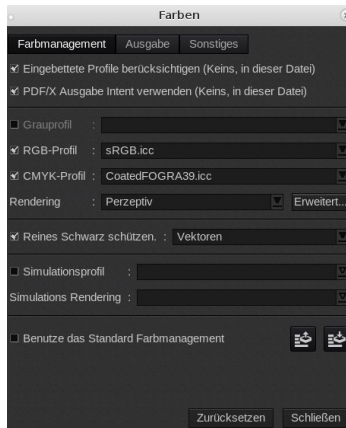 Farben
Farbmanagement Ausgabe Sonstiges
Eingebettete Profile berücksichtigen (Keins, in dieser Datei)
PDF/X Ausgabe Intent verwenden (Keins, in dieser Datei)
Grauprofil :
RGB-Profil : sRGB.icc
CMYK-Profil : CoatedFOGRA39.icc
Rendering : Perzeptiv Erweitert...
Reines Schwarz schützen. : Vektoren
Simulationsprofil :
Simulations Rendering :
Benutze das Standard Farbmanagement
Zurücksetzen Schließen